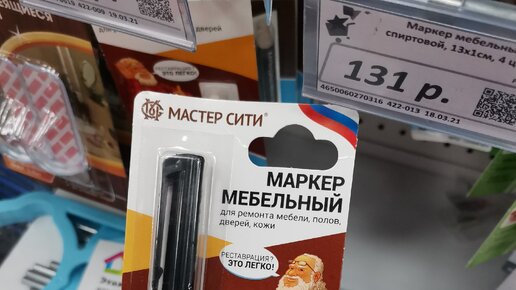 422-009 19.03.21
РЕСТАВРАЦИЯ?
ЭТО ЛЕГКО!
Маркер мебельный
спиртовой, 13х1см, 4
131 р.
4650060270316 422-013 18.03.21
МАСТЕР СИТИ®
МАРКЕР
МЕБЕЛЬНЫЙ
для ремонта мебели, полов,
дверей, кожи
РЕСТАВРАЦИЯ?
ЭТО ЛЕГКО!